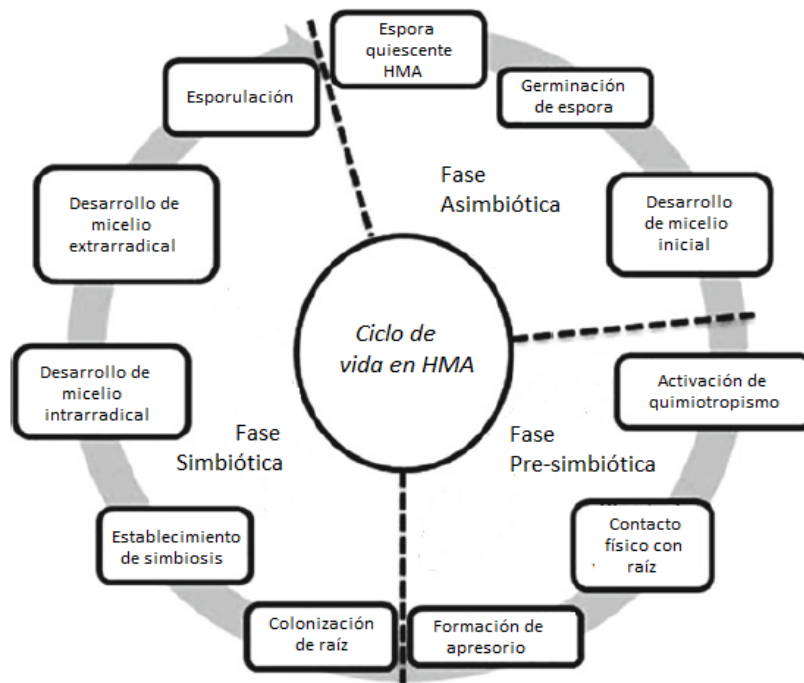 Espora
quiescente
HMA
Germinación
de espora
Desarrollo
de micelio
inicial
Activación de
quimiotropismo
Contacto
físico con
raíz
Formación de
apresorio
Colonización
de raíz
Establecimiento
de simbiosis
Desarrollo de
micelio
intrarradical
Desarrollo de
micelio
extrarradical
Esporulación
Fase
Asimbiótica
Fase
Pre-simbiótica
Fase
Simbiótica
Ciclo de
vida en HMA